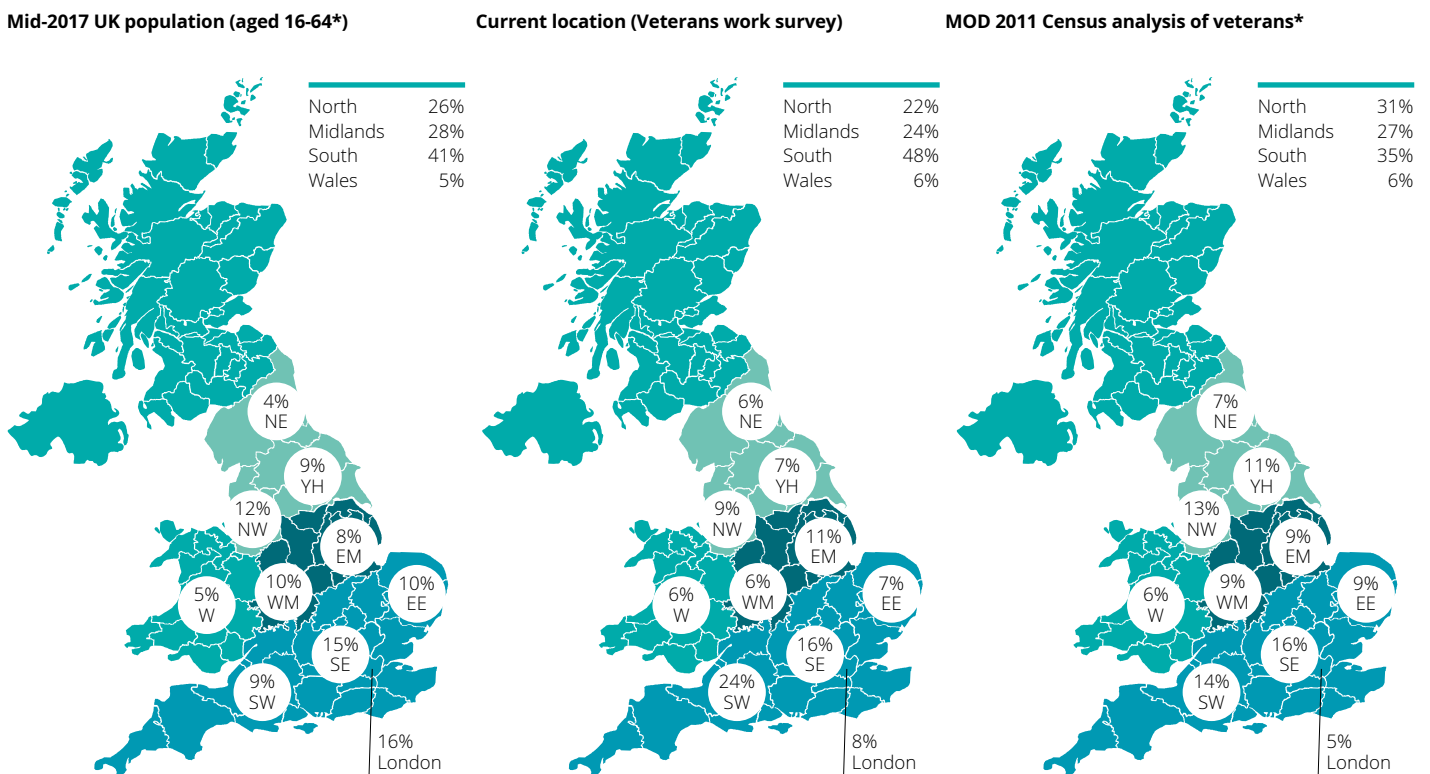 Mid-2017 UK population (aged 16-64*)
North 26%
Midlands 28%
South 41%
Wales 5%
4%
NE
9%
YH
12%
NW
8%
EM
10%
WM
10%
EE
5%
W
15%
SE
9%
SW
16%
London
Current location (Veterans work survey)
North 22%
Midlands 24%
South 48%
Wales 6%
6%
NE
7%
YH
9%
NW
11%
EM
6%
WM
7%
EE
6%
W
16%
SE
24%
SW
8%
London
MOD 2011 Census analysis of veterans*
North 31%
Midlands 27%
South 35%
Wales 6%
7%
NE
11%
YH
13%
NW
9%
EM
9%
WM
9%
EE
6%
W
16%
SE
14%
SW
5%
London